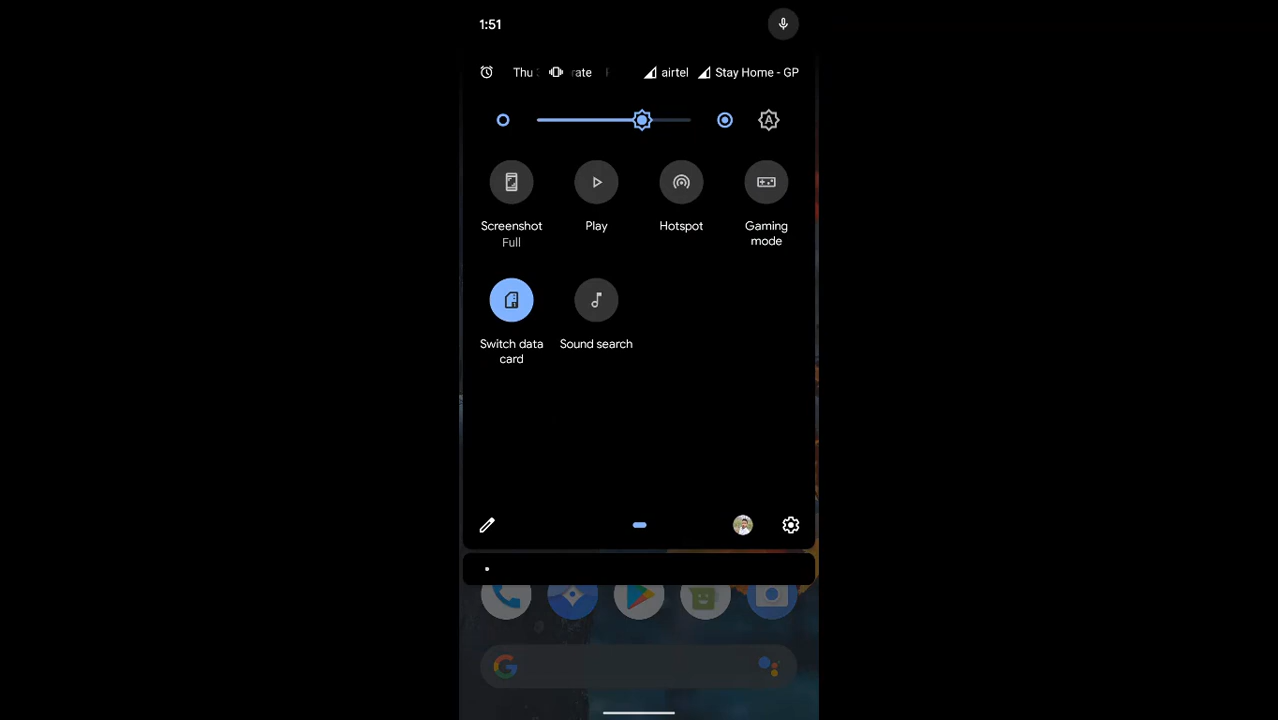 1:51
Thu rate airtel Stay Home - GP
A
Screenshot Play Hotspot Gaming
Full mode
Switch data Sound search
card
G